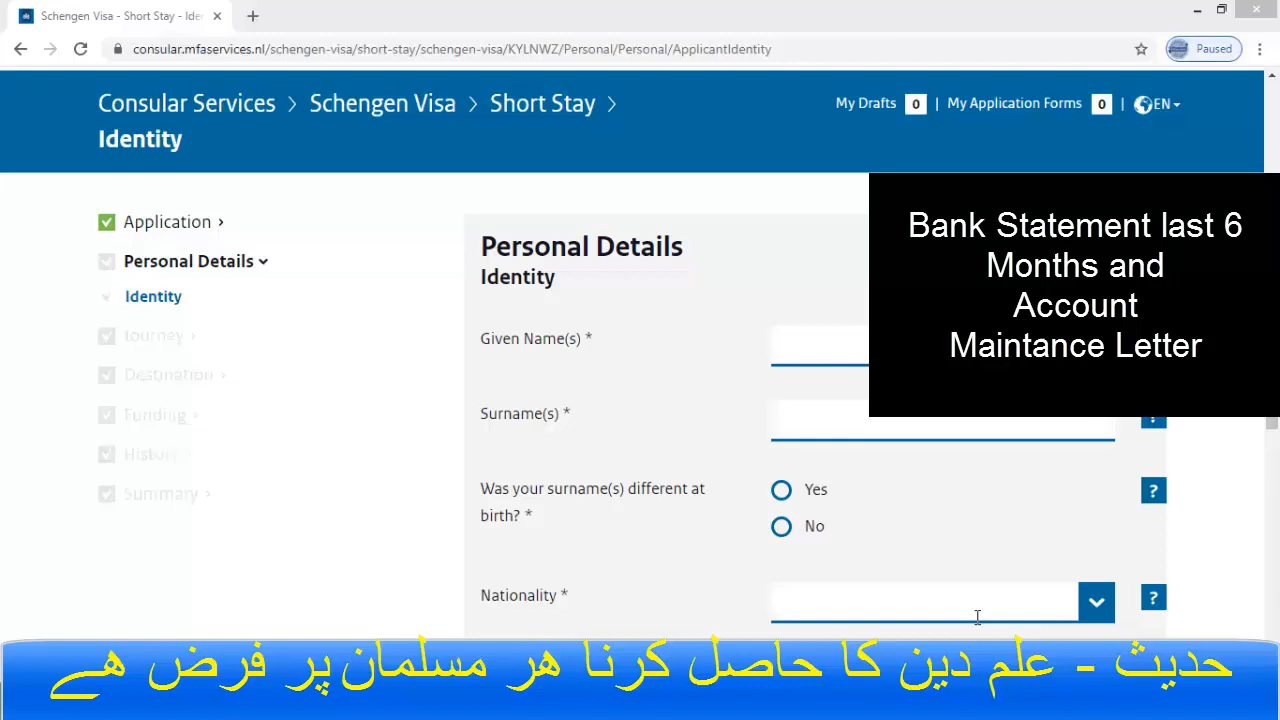 Schengen Visa - Short Stay - Ide
consular.mfaservices.nl/schengen-visa/short-stay/schengen-visa/KYLNWZ/Personal/Personal/ApplicantIdentity
Paused
Consular Services > Schengen Visa > Short Stay >
Identity
My Drafts 0 | My Application Forms 0 | EN
Application ›
Personal Details
Identity
Journey ›
Destination ›
Funding ›
History ›
Summary ›
Personal Details
Identity
Given Name(s) *
Surname(s) *
?
Was your surname(s) different at
birth? *
Yes
No
?
Nationality *
?
Bank Statement last 6
Months and
Account
Maintance Letter
حدیث - علم دین کا حاصل کرنا ھر مسلمان پر فرض ھے